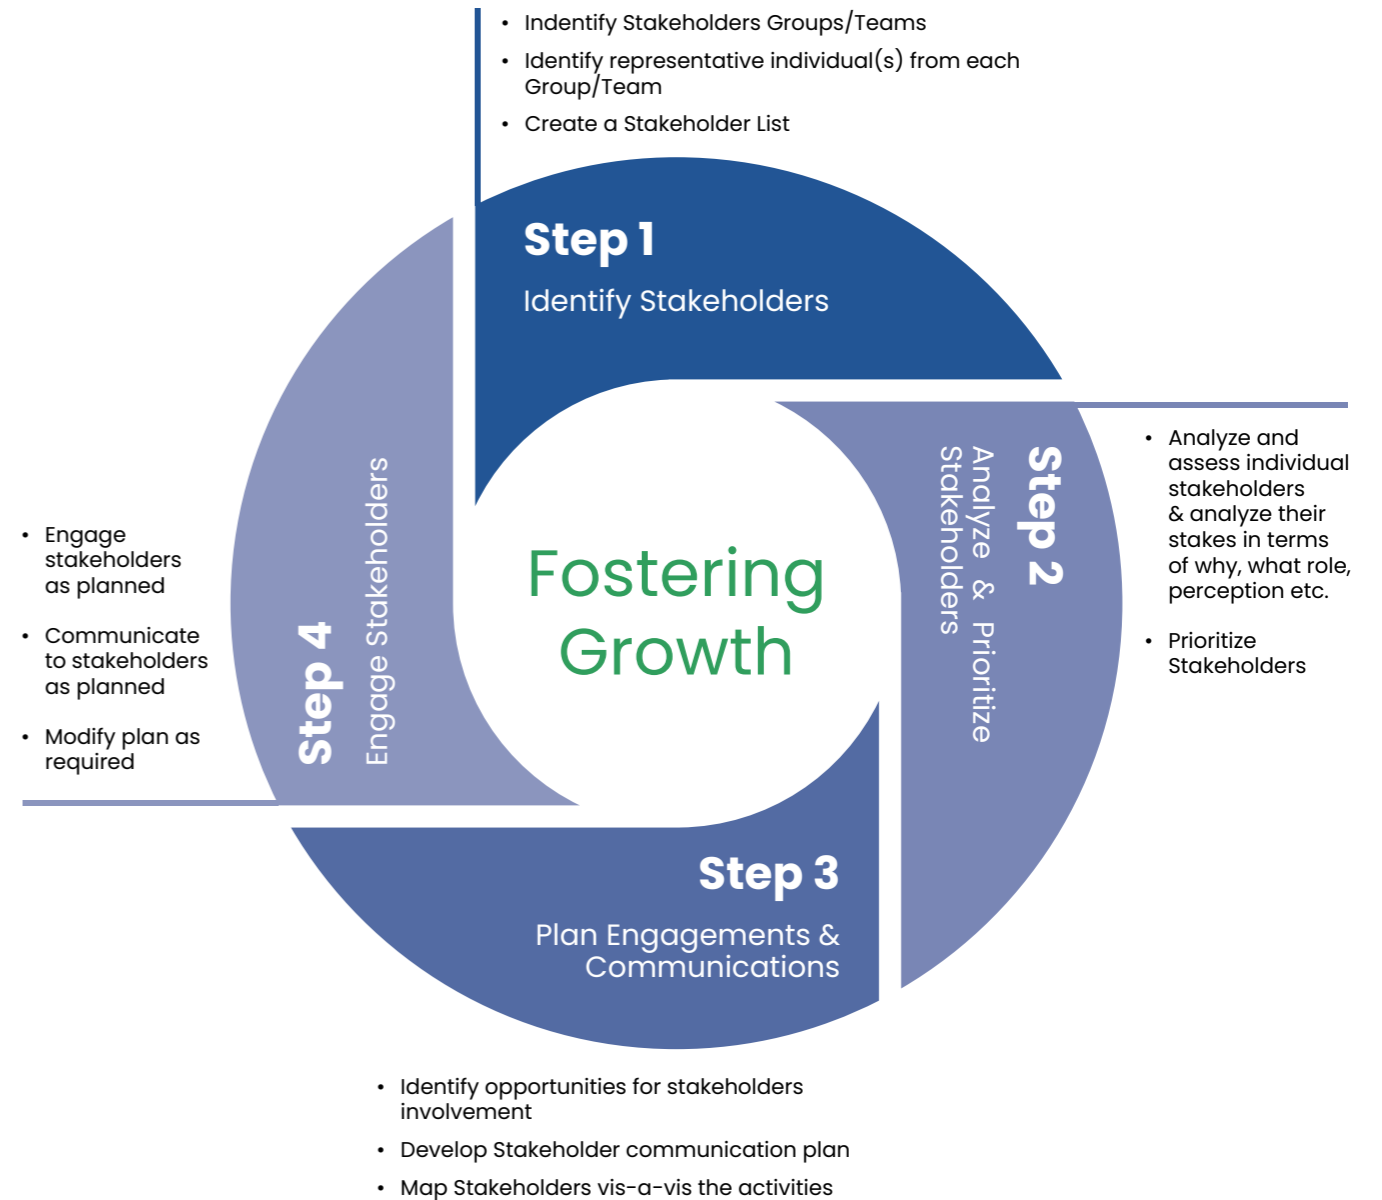 • Indentify Stakeholders Groups/Teams
• Identify representative individual(s) from each
Group/Team
• Create a Stakeholder List
Step 1
Identify Stakeholders
Step 2
Analyze & Prioritize
Stakeholders
• Analyze and
assess individual
stakeholders
& analyze their
stakes in terms
of why, what role,
perception etc.
• Prioritize
Stakeholders
Fostering
Growth
Step 3
Plan Engagements &
Communications
• Identify opportunities for stakeholders
involvement
• Develop Stakeholder communication plan
• Map Stakeholders vis-a-vis the activities
Step 4
Engage Stakeholders
• Engage
stakeholders
as planned
• Communicate
to stakeholders
as planned
• Modify plan as
required